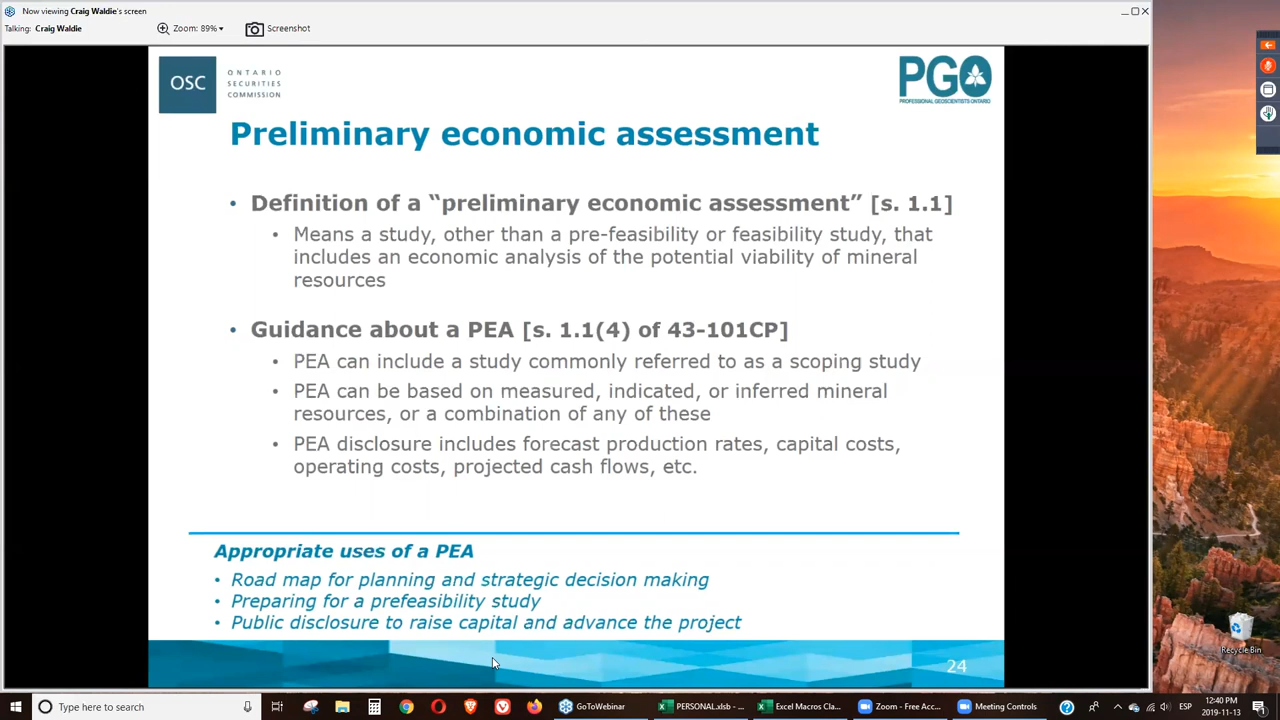 Now viewing Craig Waldie's screen
Talking: Craig Waldie
Zoom: 89%
Screenshot
OSC
ONTARIO
SECURITIES
COMMISSION
PGO
PROFESSIONAL GEOSCIENTISTS ONTARIO
Preliminary economic assessment
• Definition of a “preliminary economic assessment” [s. 1.1]
• Means a study, other than a pre-feasibility or feasibility study, that
includes an economic analysis of the potential viability of mineral
resources
• Guidance about a PEA [s. 1.1(4) of 43-101CP]
• PEA can include a study commonly referred to as a scoping study
• PEA can be based on measured, indicated, or inferred mineral
resources, or a combination of any of these
• PEA disclosure includes forecast production rates, capital costs,
operating costs, projected cash flows, etc.
Appropriate uses of a PEA
• Road map for planning and strategic decision making
• Preparing for a prefeasibility study
• Public disclosure to raise capital and advance the project
24
Recycle Bin
Type here to search
GoToWebinar
PERSONAL.xlsb - ...
Excel Macros Cla...
Zoom - Free Acc...
Meeting Controls
ESP
12:40 PM
2019-11-13
1